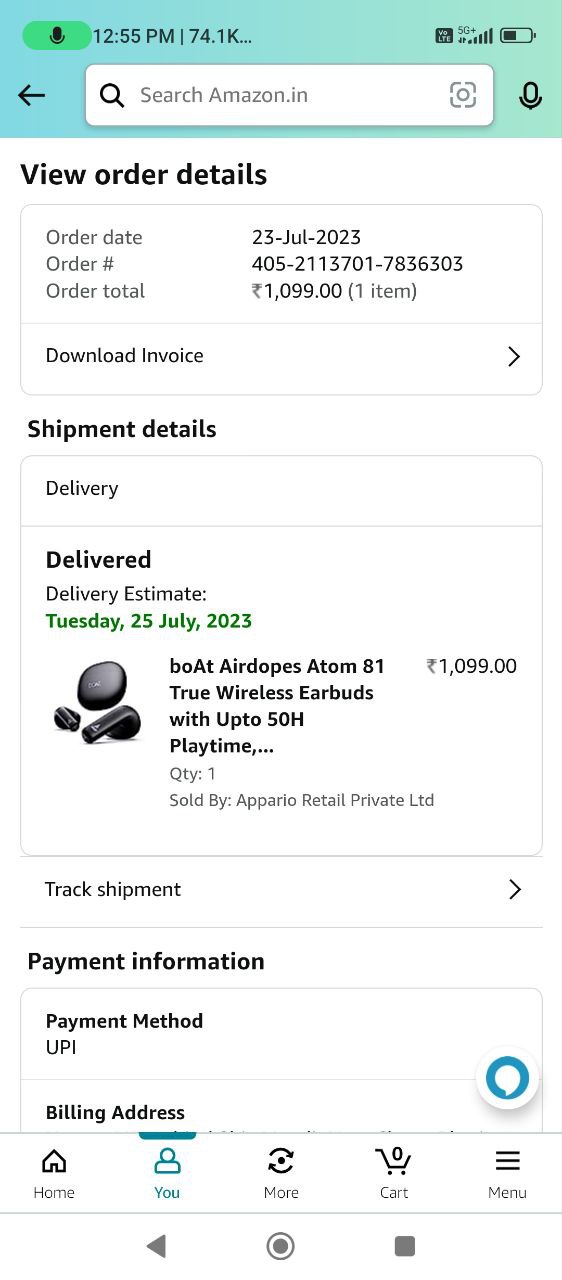 12:55 PM | 74.1K...
Vo LTE 5G+
Search Amazon.in
View order details
Order date 23-Jul-2023
Order # 405-2113701-7836303
Order total ₹1,099.00 (1 item)
Download Invoice
Shipment details
Delivery
Delivered
Delivery Estimate:
Tuesday, 25 July, 2023
boAt Airdopes Atom 81 ₹1,099.00
True Wireless Earbuds
with Upto 50H
Playtime,...
Qty: 1
Sold By: Appario Retail Private Ltd
Track shipment
Payment information
Payment Method
UPI
Billing Address
0
Home You More Cart Menu